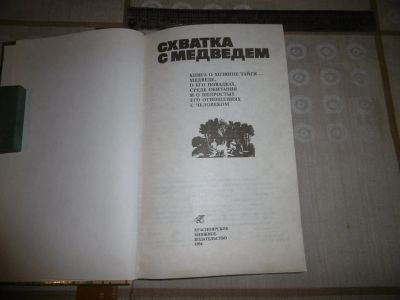 СХВАТКА
С МЕДВЕДЕМ
КНИГА О ХОЗЯИНЕ ТАЙГИ —
МЕДВЕДЕ,
О ЕГО ПОВАДКАХ,
СРЕДЕ ОБИТАНИЯ
И О НЕПРОСТЫХ
ЕГО ОТНОШЕНИЯХ
С ЧЕЛОВЕКОМ
КРАСНОЯРСКОЕ
КНИЖНОЕ
ИЗДАТЕЛЬСТВО